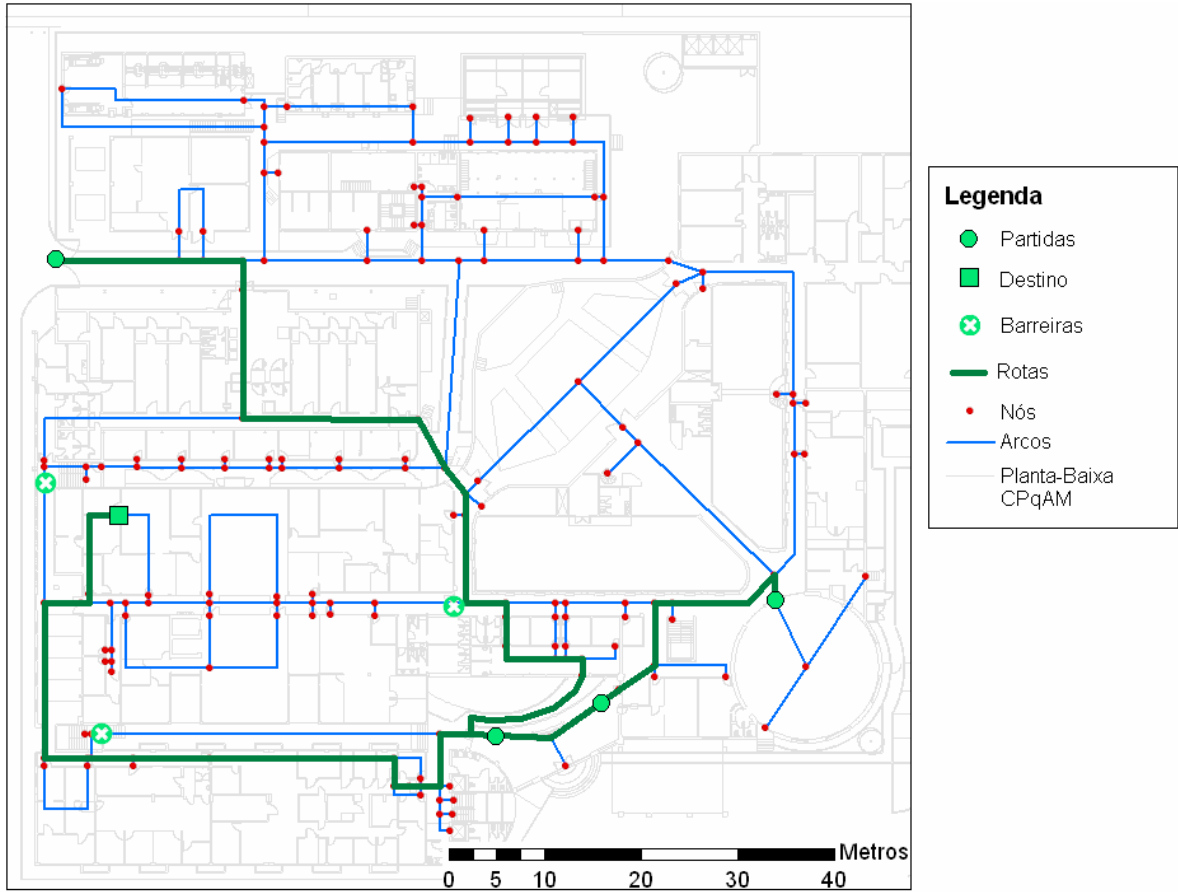 Legenda
Partidas
Destino
Barreiras
Rotas
Nós
Arcos
Planta-Baixa
CPqAM
Metros
0 5 10 20 30 40